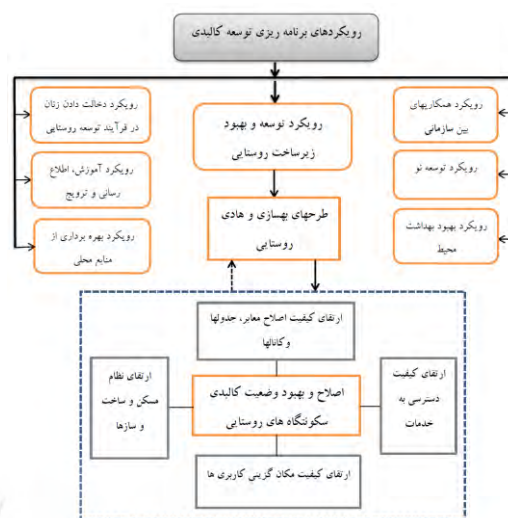 رویکردهای برنامه ریزی توسعه کالبدی
رویکرد همکاریهای
بین سازمانی
رویکرد توسعه نو
رویکرد بهبود بهداشت
محیط
رویکرد توسعه و بهبود
زیرساخت روستایی
طرحهای بهسازی و هادی
روستایی
رویکرد دخالت دادن زنان
در فرآیند توسعه روستایی
رویکرد آموزش، اطلاع
رسانی و ترویج
رویکرد بهره برداری از
منابع محلی
ارتقای کیفیت اصلاح معابر، جدولها
وکانالها
ارتقای کیفیت
دسترسی به
خدمات
اصلاح و بهبود وضعیت کالبدی
سکونتگاه های روستایی
ارتقای نظام
مسکن و ساخت
و سازها
ارتقای کیفیت مکان گزینی کاربری ها